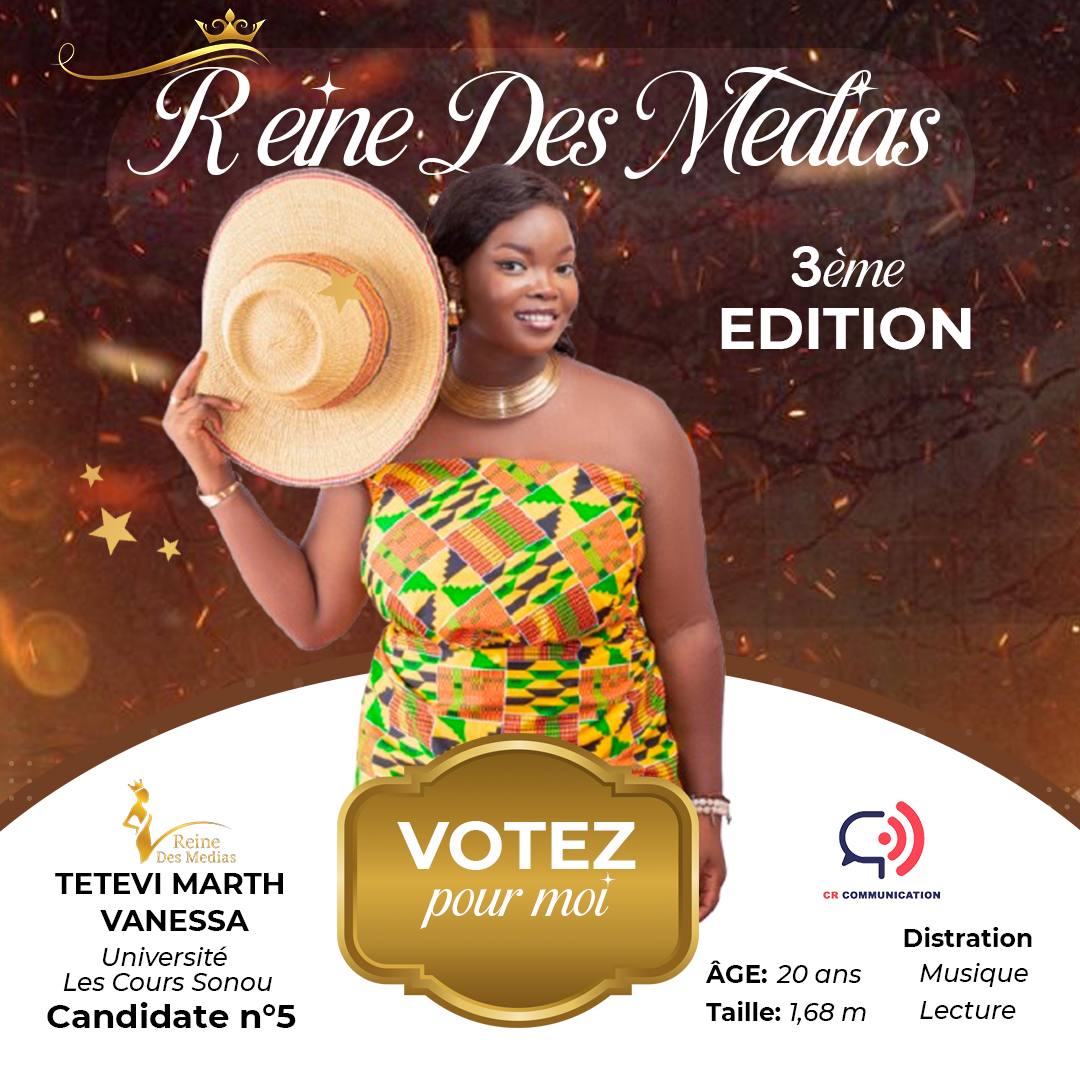 Reine Des Medias
3ème
EDITION
VOTEZ
pour moi
Reine
Des Medias
TETEVI MARTH
VANESSA
Université
Les Cours Sonou
Candidate n°5
CR COMMUNICATION
ÂGE: 20 ans
Taille: 1,68 m
Distration
Musique
Lecture